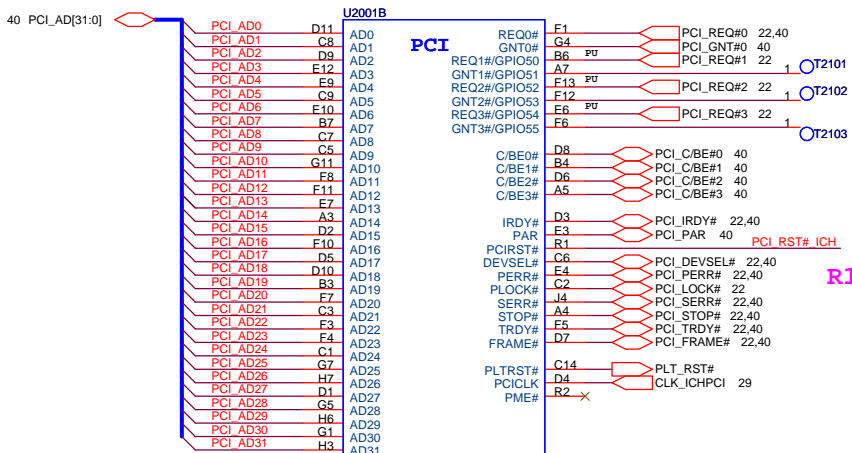 U2001B
40 PCI_AD[31:0]
PCI
PCI_AD0 D11 AD0 REQ0# F1 PCI_REQ#0 22,40
PCI_AD1 C8 AD1 GNT0# G4 PCI_GNT#0 40
PCI_AD2 D9 AD2 REQ1#/GPIO50 B6 PU PCI_REQ#1 22
PCI_AD3 E12 AD3 GNT1#/GPIO51 A7 1 T2101
PCI_AD4 E9 AD4 REQ2#/GPIO52 F13 PU PCI_REQ#2 22
PCI_AD5 C9 AD5 GNT2#/GPIO53 F12 1 T2102
PCI_AD6 E10 AD6 REQ3#/GPIO54 E6 PU PCI_REQ#3 22
PCI_AD7 B7 AD7 GNT3#/GPIO55 F6 1 T2103
PCI_AD8 C7 AD8
PCI_AD9 C5 AD9 C/BE0# D8 PCI_C/BE#0 40
PCI_AD10 G11 AD10 C/BE1# B4 PCI_C/BE#1 40
PCI_AD11 F8 AD11 C/BE2# D6 PCI_C/BE#2 40
PCI_AD12 F11 AD12 C/BE3# A5 PCI_C/BE#3 40
PCI_AD13 E7 AD13
PCI_AD14 A3 AD14 IRDY# D3 PCI_IRDY# 22,40
PCI_AD15 D2 AD15 PAR E3 PCI_PAR 40
PCI_AD16 F10 AD16 PCIRST# R1 PCI_RST#_ICH
PCI_AD17 D5 AD17 DEVSEL# C6 PCI_DEVSEL# 22,40
PCI_AD18 D10 AD18 PERR# E4 PCI_PERR# 22,40
R1
PCI_AD19 B3 AD19 PLOCK# C2 PCI_LOCK# 22
PCI_AD20 F7 AD20 SERR# J4 PCI_SERR# 22,40
PCI_AD21 C3 AD21 STOP# A4 PCI_STOP# 22,40
PCI_AD22 F3 AD22 TRDY# F5 PCI_TRDY# 22,40
PCI_AD23 F4 AD23 FRAME# D7 PCI_FRAME# 22,40
PCI_AD24 C1 AD24
PCI_AD25 G7 AD25 PLTRST# C14 PLT_RST#
PCI_AD26 H7 AD26 PCICLK D4 CLK_ICHPCI 29
PCI_AD27 D1 AD27 PME# R2
PCI_AD28 G5 AD28
PCI_AD29 H6 AD29
PCI_AD30 G1 AD30
PCI_AD31 H3 AD31